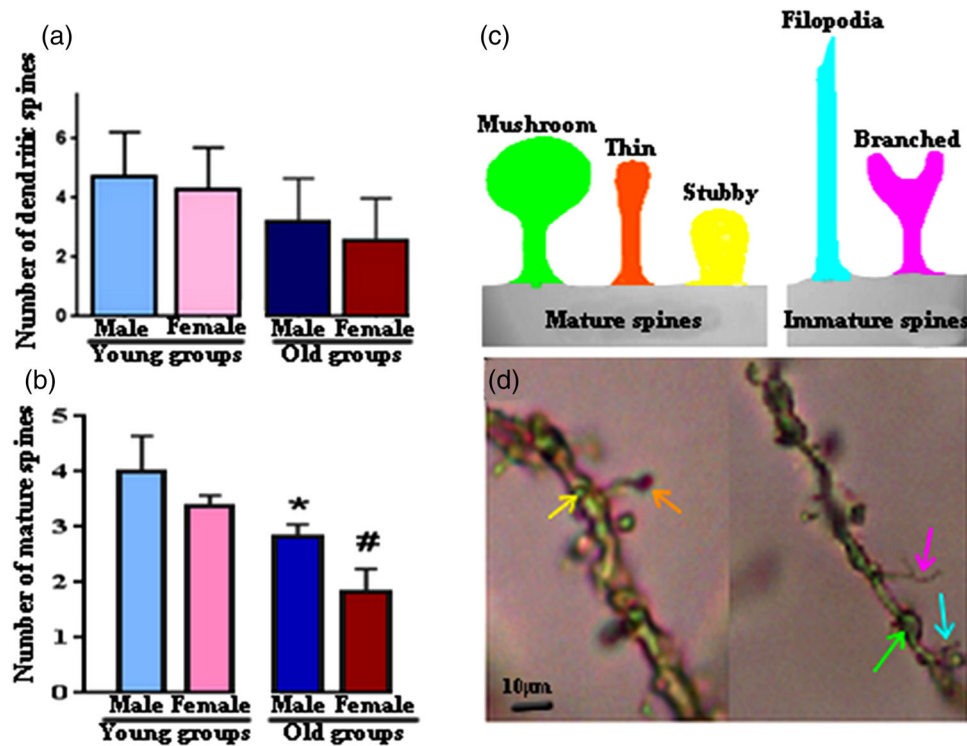 (a)
Number of dendritic spines
6
4
2
0
Male Female Male Female
Young groups Old groups
(b)
Number of mature spines
5
4
3
2
1
0
* #
Male Female Male Female
Young groups Old groups
(c)
Filopodia
Mushroom
Thin
Branched
Stubby
Mature spines Immature spines
(d)
10μm